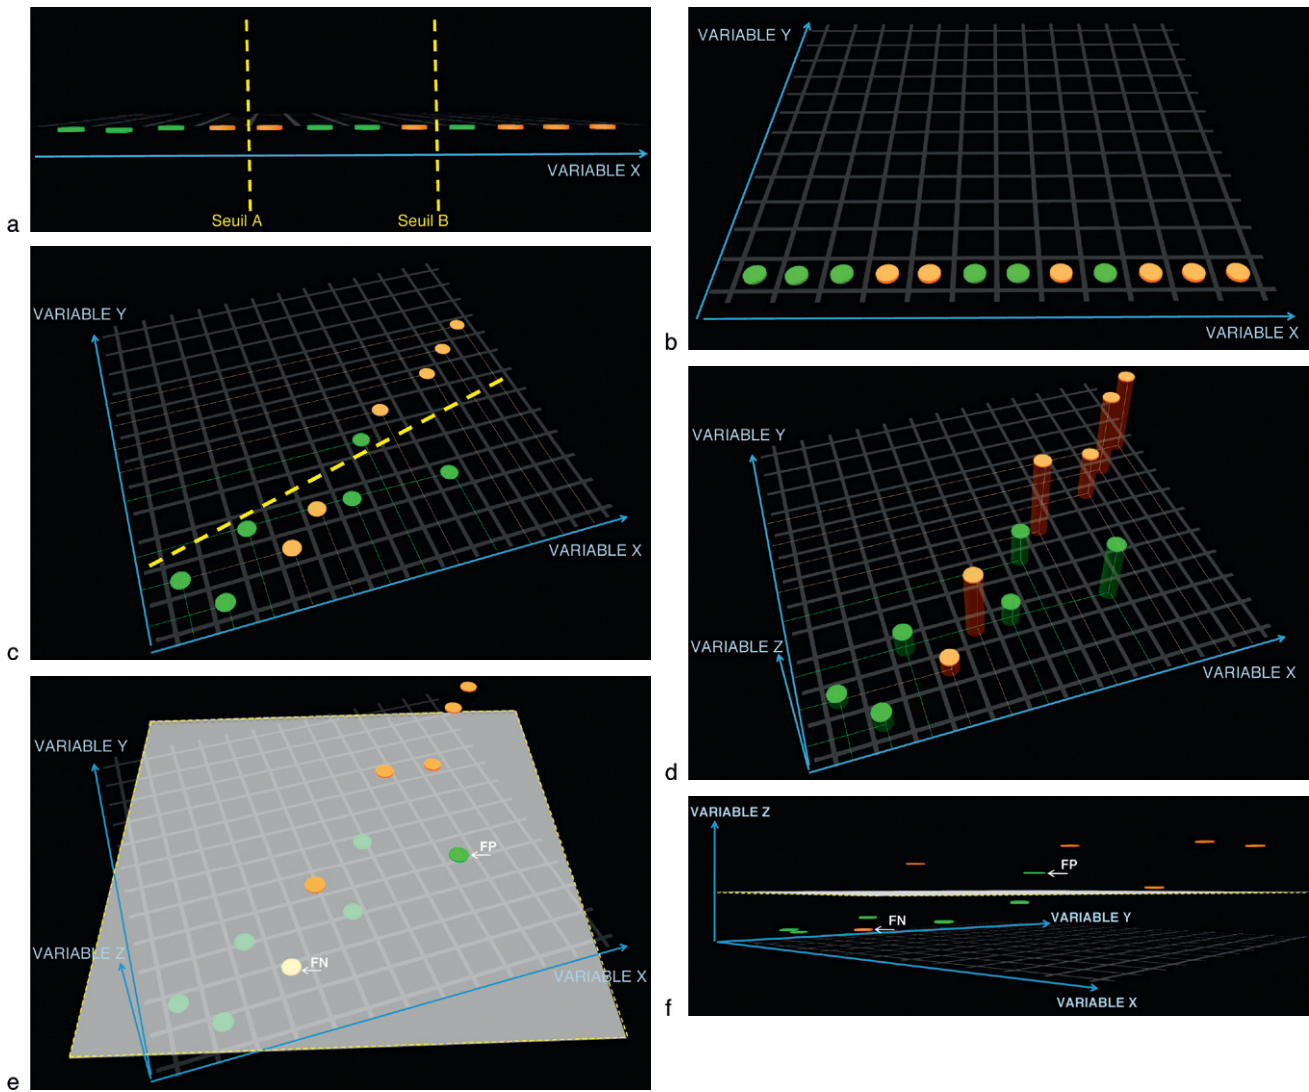 VARIABLE X
Seuil A
Seuil B
a
VARIABLE Y
VARIABLE X
b
VARIABLE Y
VARIABLE X
c
VARIABLE Y
VARIABLE Z
VARIABLE X
d
VARIABLE Y
FP
VARIABLE Z
FN
VARIABLE X
e
VARIABLE Z
FP
FN
VARIABLE Y
VARIABLE X
f